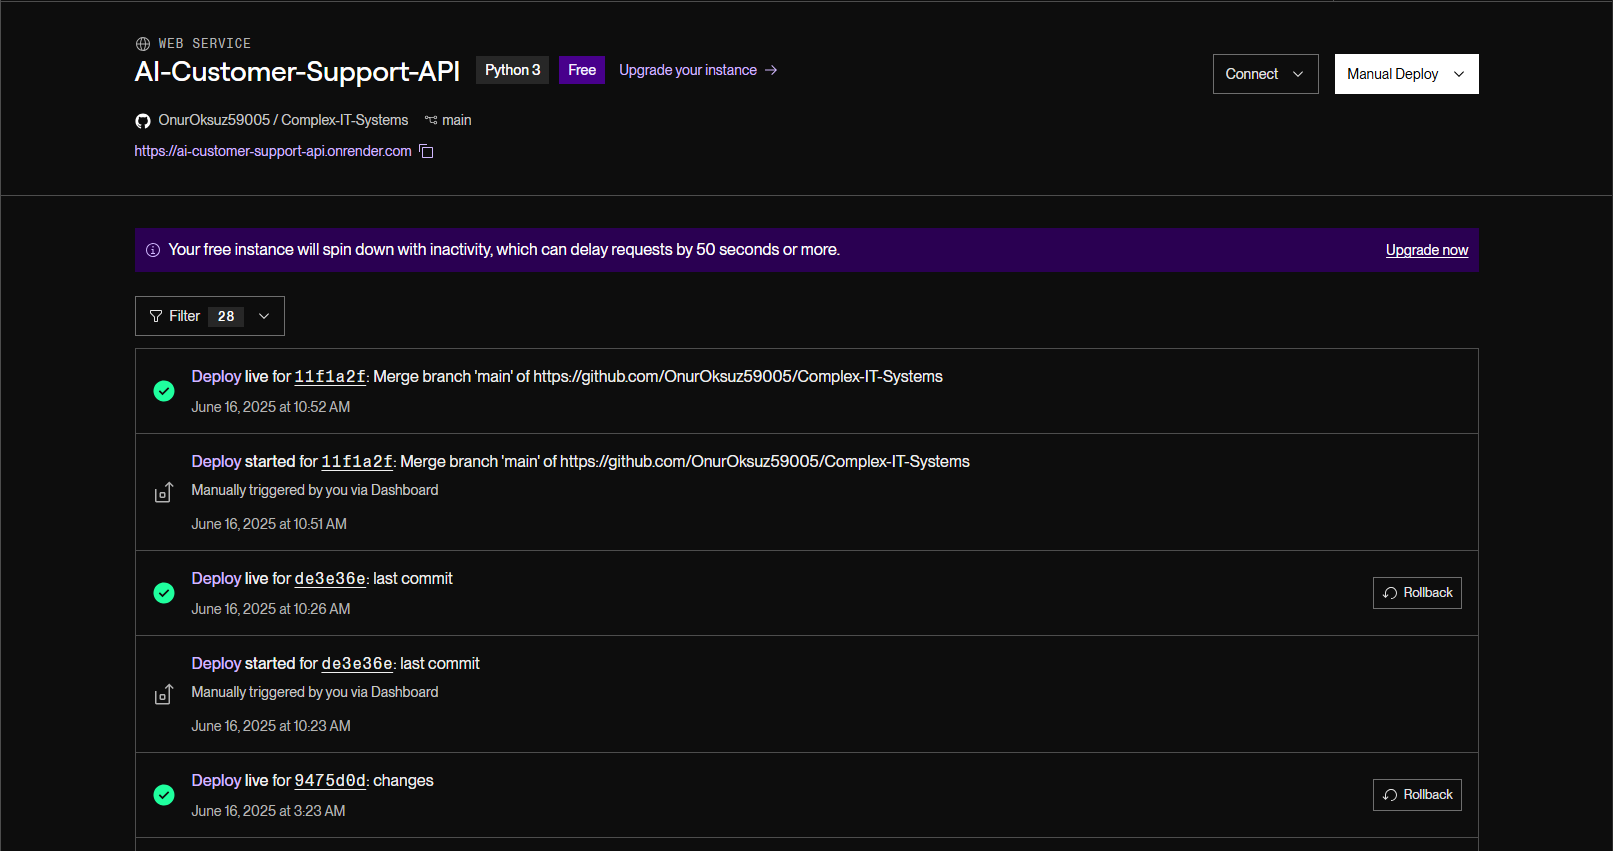 WEB SERVICE
AI-Customer-Support-API Python 3 Free Upgrade your instance →
Connect
Manual Deploy
OnurOksuz59005 / Complex-IT-Systems main
https://ai-customer-support-api.onrender.com
Your free instance will spin down with inactivity, which can delay requests by 50 seconds or more.
Upgrade now
Filter 28
Deploy live for 11f1a2f: Merge branch 'main' of https://github.com/OnurOksuz59005/Complex-IT-Systems
June 16, 2025 at 10:52 AM
Deploy started for 11f1a2f: Merge branch 'main' of https://github.com/OnurOksuz59005/Complex-IT-Systems
Manually triggered by you via Dashboard
June 16, 2025 at 10:51 AM
Deploy live for de3e36e: last commit
June 16, 2025 at 10:26 AM
Rollback
Deploy started for de3e36e: last commit
Manually triggered by you via Dashboard
June 16, 2025 at 10:23 AM
Deploy live for 9475d0d: changes
June 16, 2025 at 3:23 AM
Rollback